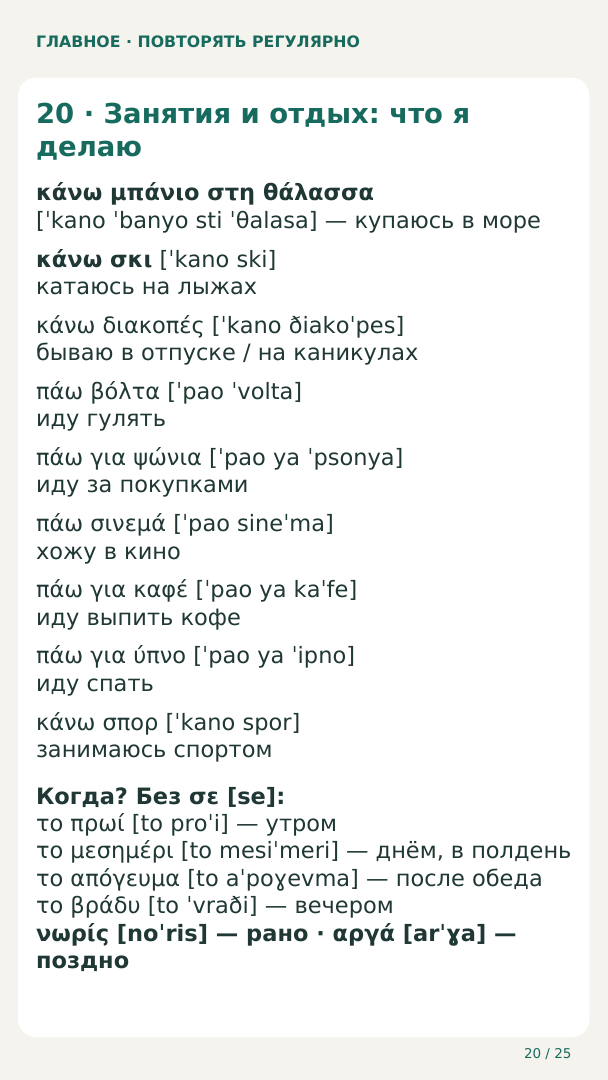 ГЛАВНОЕ · ПОВТОРЯТЬ РЕГУЛЯРНО
20 · Занятия и отдых: что я
делаю
κάνω μπάνιο στη θάλασσα
[ˈkano ˈbanyo sti ˈθalasa] — купаюсь в море
κάνω σκι [ˈkano ski]
катаюсь на лыжах
κάνω διακοπές [ˈkano ðiakoˈpes]
бываю в отпуске / на каникулах
πάω βόλτα [ˈpao ˈvolta]
иду гулять
πάω για ψώνια [ˈpao ya ˈpsonya]
иду за покупками
πάω σινεμά [ˈpao sineˈma]
хожу в кино
πάω για καφέ [ˈpao ya kaˈfe]
иду выпить кофе
πάω για ύπνο [ˈpao ya ˈipno]
иду спать
κάνω σπορ [ˈkano spor]
занимаюсь спортом
Когда? Без σε [se]:
το πρωί [to proˈi] — утром
το μεσημέρι [to mesiˈmeri] — днём, в полдень
το απόγευμα [to aˈpoɣevma] — после обеда
το βράδυ [to ˈvraði] — вечером
νωρίς [noˈris] — рано · αργά [arˈɣa] —
поздно
20 / 25